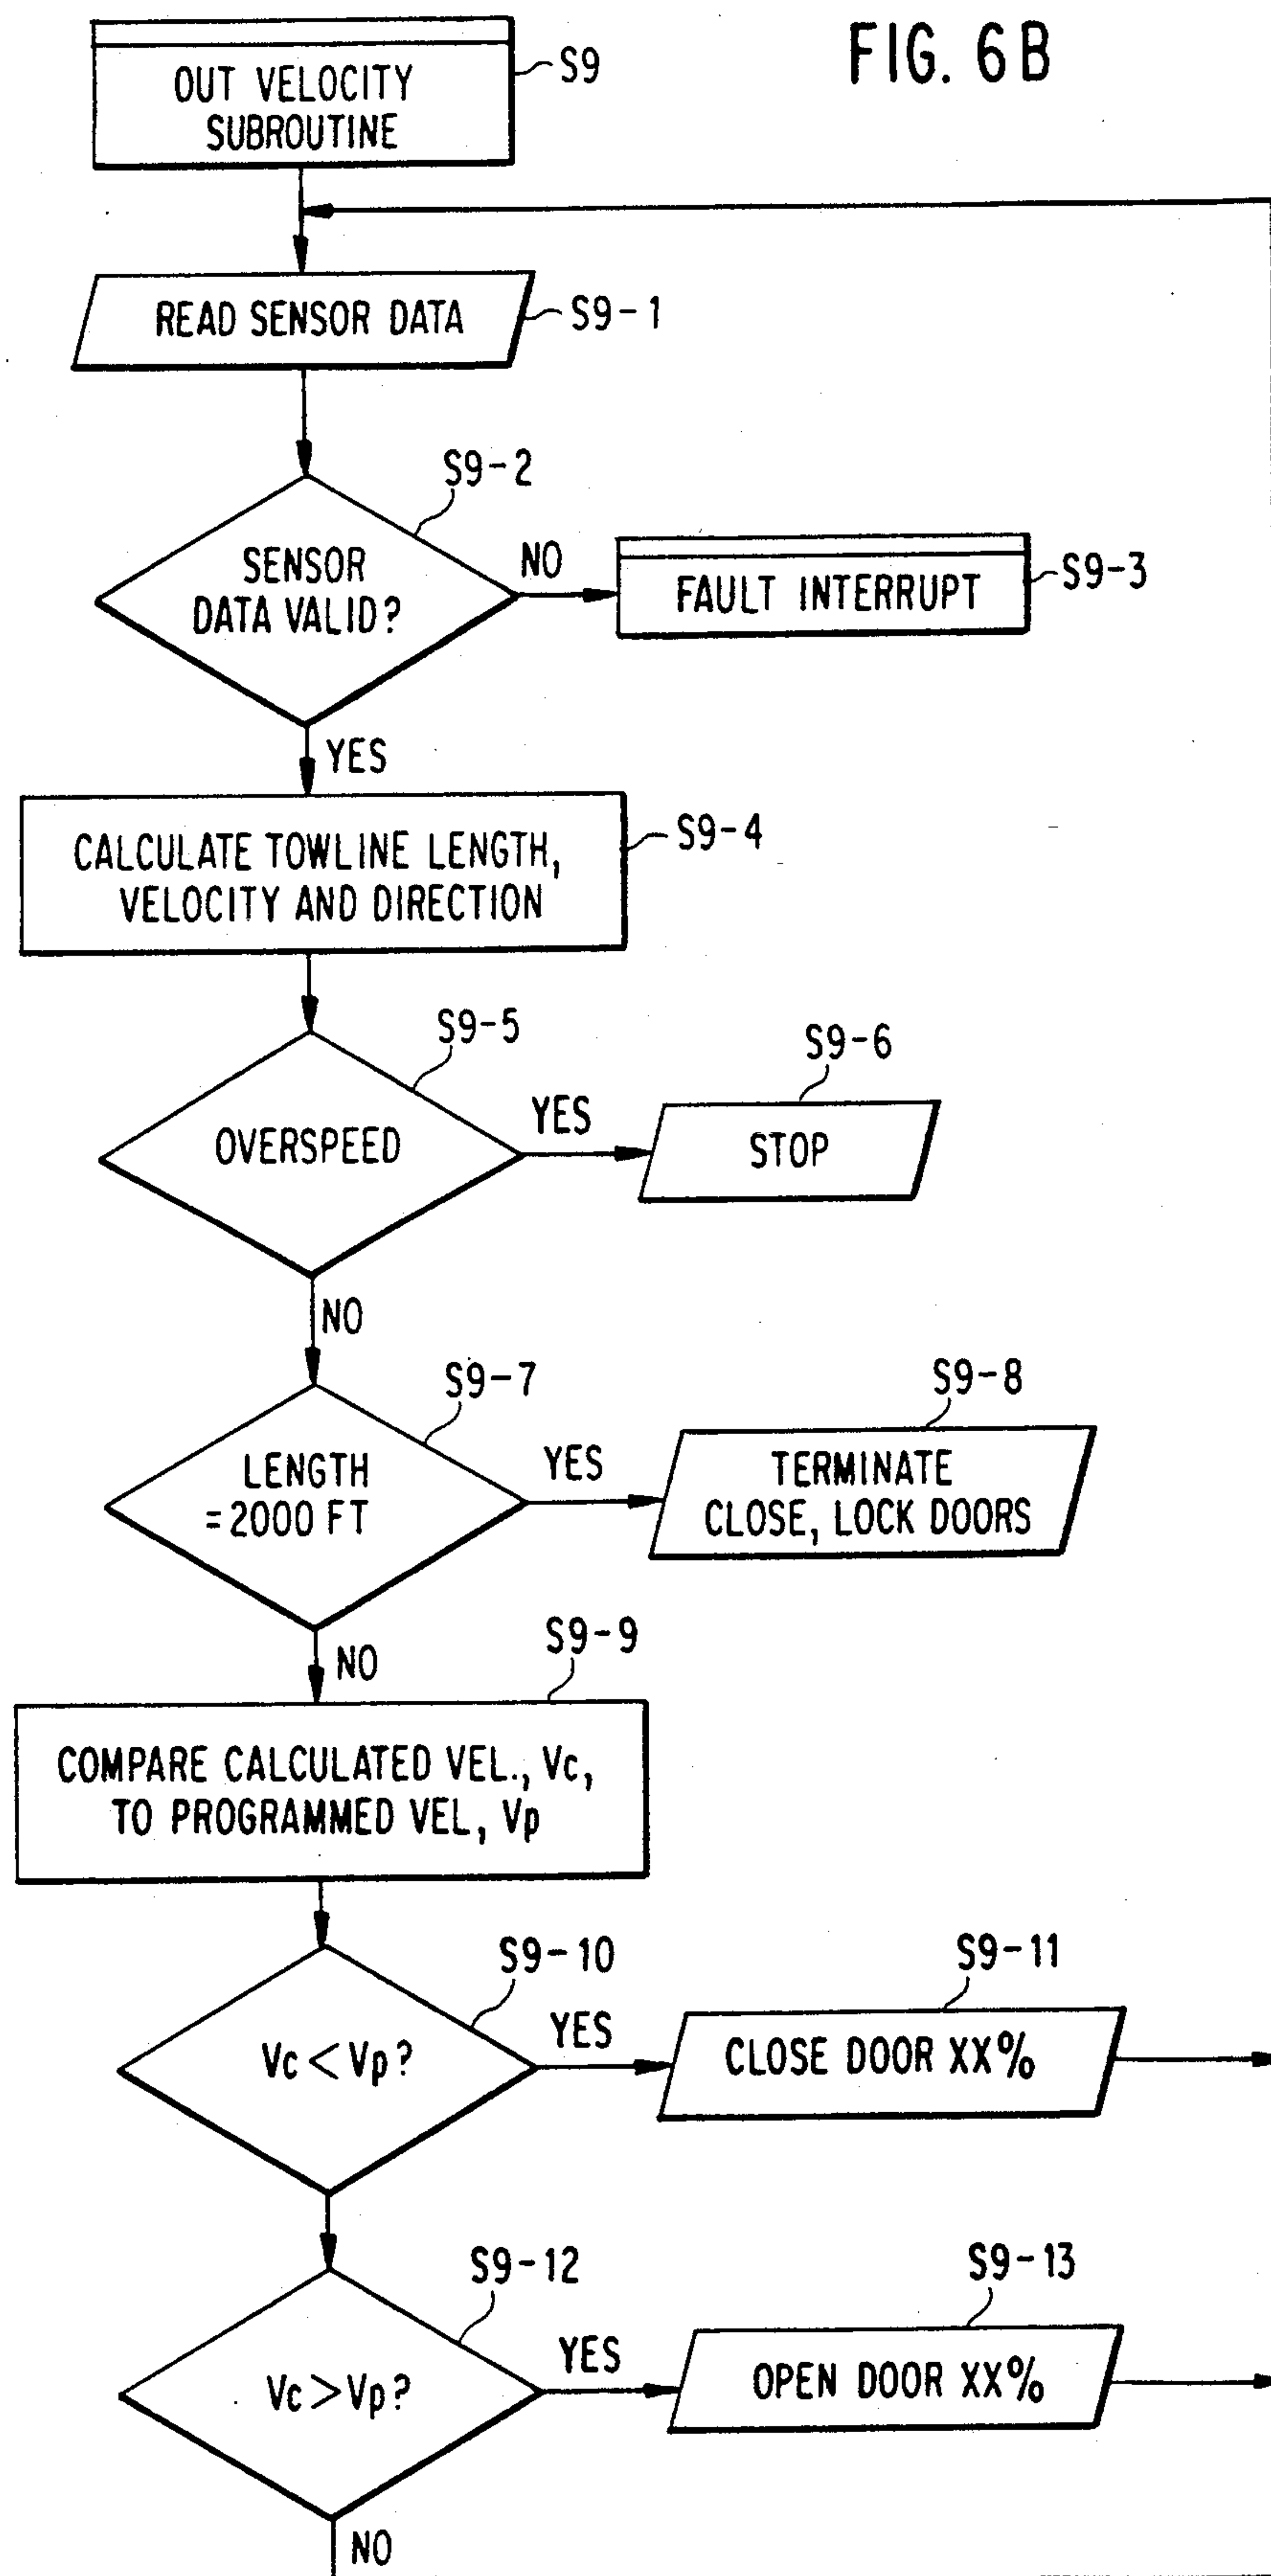 FIG. 6B
OUT VELOCITY
SUBROUTINE
S9
READ SENSOR DATA
S9-1
S9-2
SENSOR
DATA VALID?
NO
FAULT INTERRUPT
S9-3
YES
CALCULATE TOWLINE LENGTH,
VELOCITY AND DIRECTION
S9-4
S9-5
OVERSPEED
YES
S9-6
STOP
NO
S9-7
LENGTH
=2000 FT
YES
S9-8
TERMINATE
CLOSE, LOCK DOORS
NO
S9-9
COMPARE CALCULATED VEL., Vc,
TO PROGRAMMED VEL, Vp
S9-10
Vc<Vp?
YES
S9-11
CLOSE DOOR XX%
S9-12
Vc>Vp?
YES
S9-13
OPEN DOOR XX%
NO